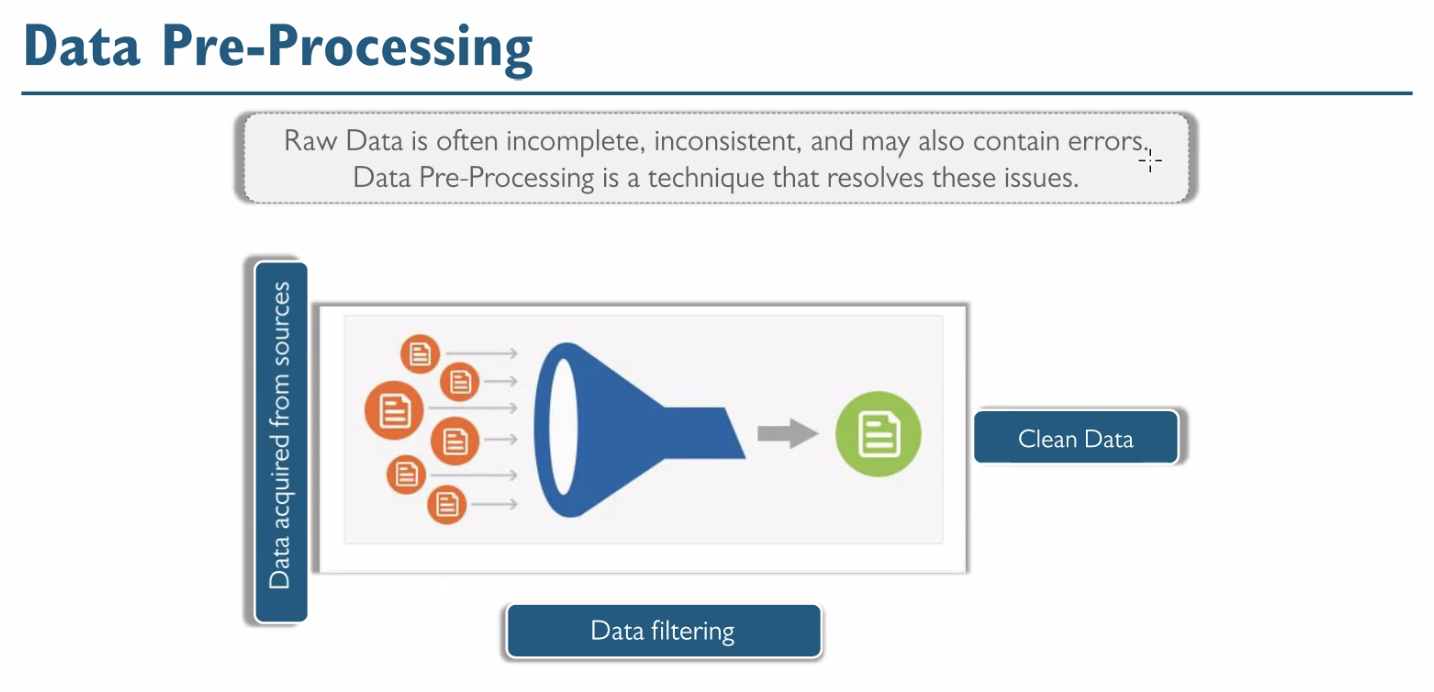 Data Pre-Processing
Raw Data is often incomplete, inconsistent, and may also contain errors.
Data Pre-Processing is a technique that resolves these issues.
Data acquired from sources
Clean Data
Data filtering